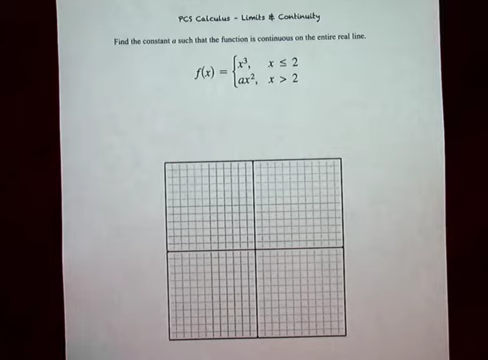 PCS Calculus - Limits & Continuity
Find the constant a such that the function is continuous on the entire real line.
f(x) = { x³, x ≤ 2
ax², x > 2